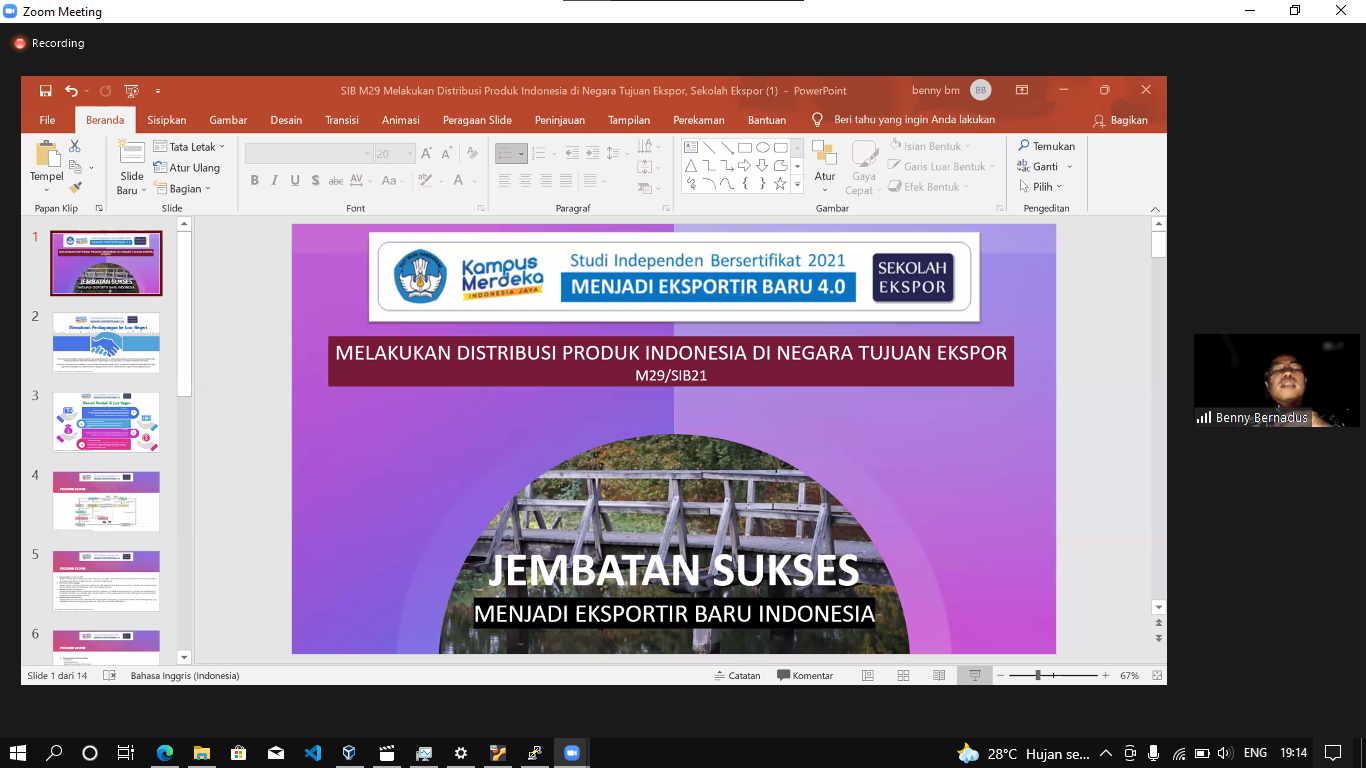 Zoom Meeting
Recording
SIB M29 Melakukan Distribusi Produk Indonesia di Negara Tujuan Ekspor, Sekolah Ekspor (1) - PowerPoint
benny bm
BB
File Beranda Sisipkan Gambar Desain Transisi Animasi Peragaan Slide Peninjauan Tampilan Perekaman Bantuan Beri tahu yang ingin Anda lakukan Bagikan
Tempel
Slide Baru
Tata Letak
Atur Ulang
Bagian
20
B I U S abc AV Aa A
Atur
Gaya Cepat
Isian Bentuk
Garis Luar Bentuk
Efek Bentuk
Temukan
Ganti
Pilih
Papan Klip Slide Font Paragraf Gambar Pengeditan
1
2
3
4
5
6
Kampus
Merdeka
INDONESIA JAYA
Studi Independen Bersertifikat 2021
MENJADI EKSPORTIR BARU 4.0
SEKOLAH
EKSPOR
MELAKUKAN DISTRIBUSI PRODUK INDONESIA DI NEGARA TUJUAN EKSPOR
M29/SIB21
JEMBATAN SUKSES
MENJADI EKSPORTIR BARU INDONESIA
Benny Bernadus
Slide 1 dari 14 Bahasa Inggris (Indonesia) Catatan Komentar 67%
28°C Hujan se... ENG 19:14